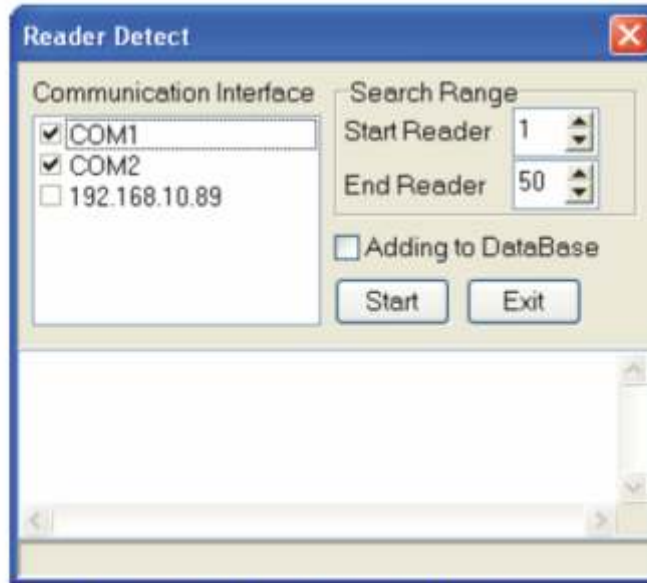 Reader Detect
Communication Interface
COM1
COM2
192.168.10.89
Search Range
Start Reader 1
End Reader 50
Adding to DataBase
Start Exit